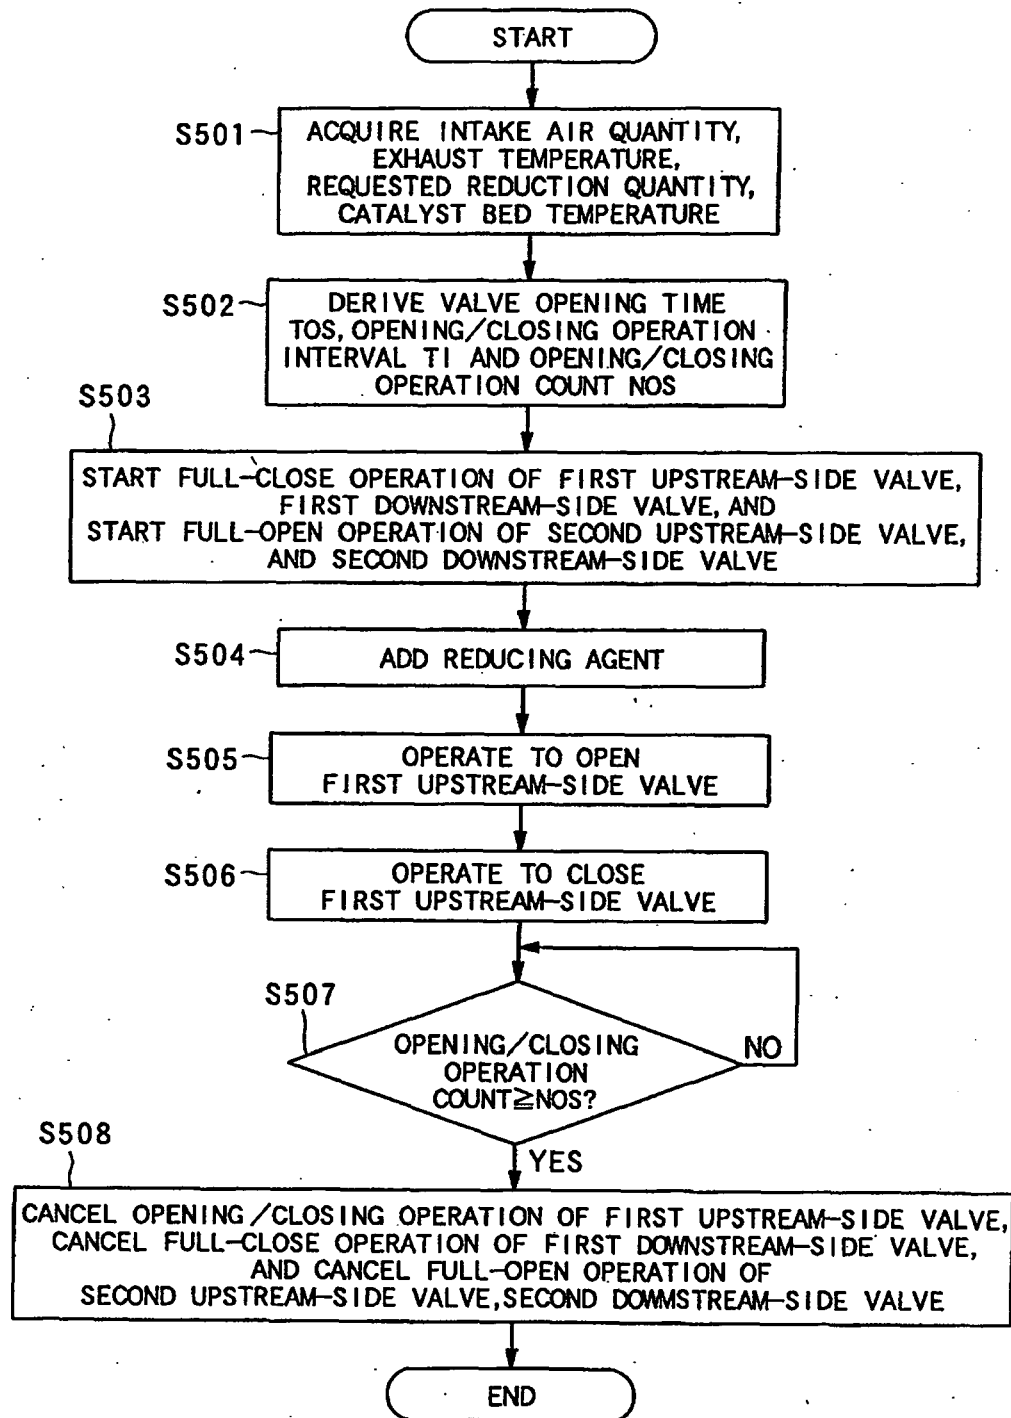 START
S501
ACQUIRE INTAKE AIR QUANTITY,
EXHAUST TEMPERATURE,
REQUESTED REDUCTION QUANTITY,
CATALYST BED TEMPERATURE
S502
DERIVE VALVE OPENING TIME
TOS, OPENING/CLOSING OPERATION
INTERVAL TI AND OPENING/CLOSING
OPERATION COUNT NOS
S503
START FULL-CLOSE OPERATION OF FIRST UPSTREAM-SIDE VALVE,
FIRST DOWNSTREAM-SIDE VALVE, AND
START FULL-OPEN OPERATION OF SECOND UPSTREAM-SIDE VALVE,
AND SECOND DOWNSTREAM-SIDE VALVE
S504
ADD REDUCING AGENT
S505
OPERATE TO OPEN
FIRST UPSTREAM-SIDE VALVE
S506
OPERATE TO CLOSE
FIRST UPSTREAM-SIDE VALVE
S507
OPENING/CLOSING
OPERATION
COUNT≧NOS?
NO
YES
S508
CANCEL OPENING/CLOSING OPERATION OF FIRST UPSTREAM-SIDE VALVE,
CANCEL FULL-CLOSE OPERATION OF FIRST DOWNSTREAM-SIDE VALVE,
AND CANCEL FULL-OPEN OPERATION OF
SECOND UPSTREAM-SIDE VALVE, SECOND DOWMSTREAM-SIDE VALVE
END